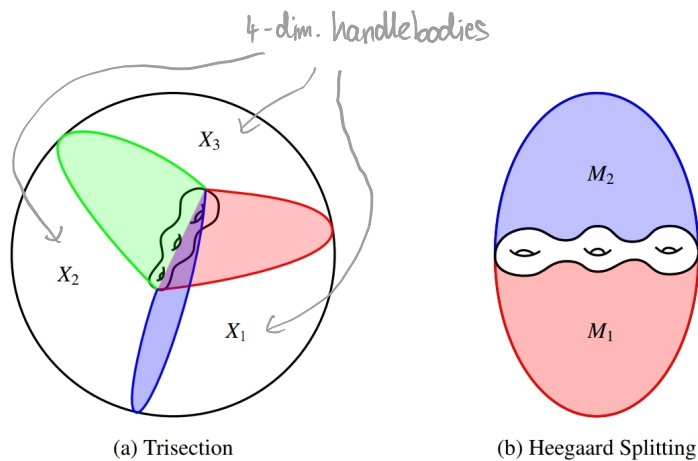 4-dim. handlebodies
X₃
M₂
X₂
X₁
M₁
(a) Trisection
(b) Heegaard Splitting